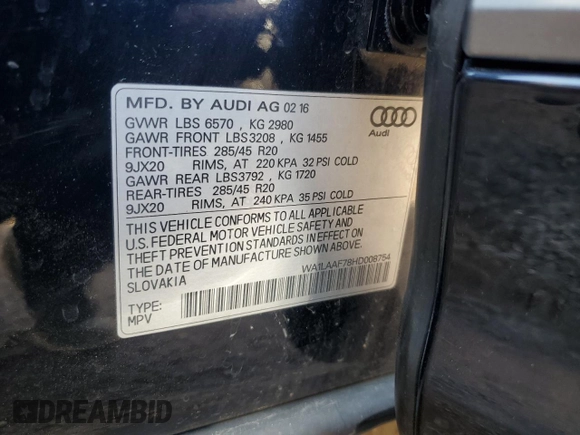 MFD. BY AUDI AG 02 16
GVWR LBS 6570 , KG 2980
GAWR FRONT LBS3208 , KG 1455
FRONT-TIRES 285/45 R20
9JX20 RIMS, AT 220 KPA 32 PSI COLD
GAWR REAR LBS3792 , KG 1720
REAR-TIRES 285/45 R20
9JX20 RIMS, AT 240 KPA 35 PSI COLD
Audi
THIS VEHICLE CONFORMS TO ALL APPLICABLE
U.S. FEDERAL MOTOR VEHICLE SAFETY AND
THEFT PREVENTION STANDARDS IN EFFECT ON
THE DATE OF MANUFACTURE SHOWN ABOVE.
SLOVAKIA
WA1LAAF78HD008754
TYPE:
MPV
DREAMBID